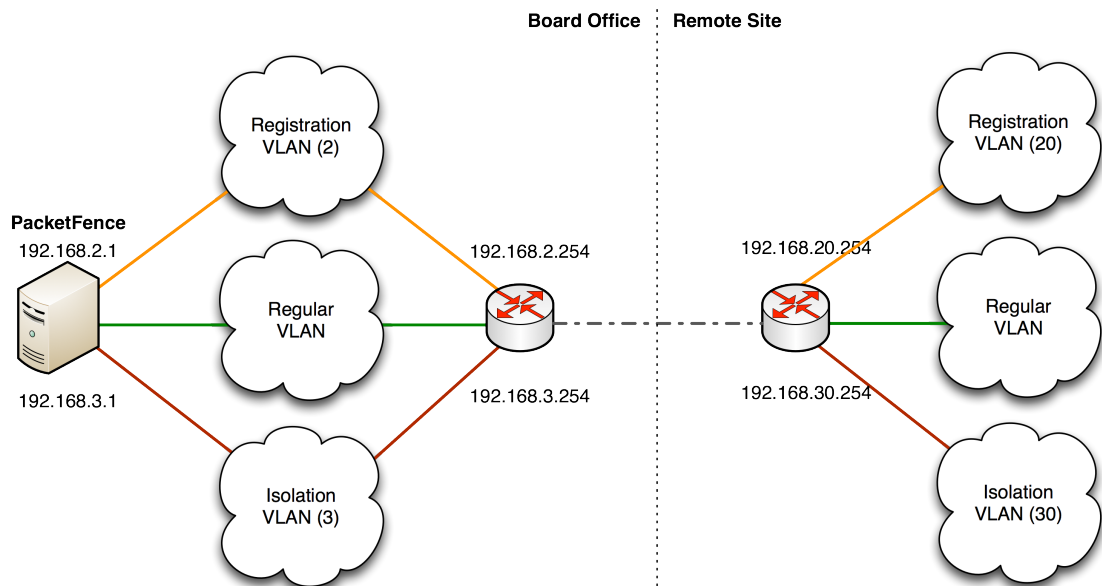 Board Office
Remote Site
Registration
VLAN (2)
Registration
VLAN (20)
PacketFence
192.168.2.1
192.168.2.254
192.168.20.254
Regular
VLAN
Regular
VLAN
192.168.3.1
192.168.3.254
192.168.30.254
Isolation
VLAN (3)
Isolation
VLAN (30)